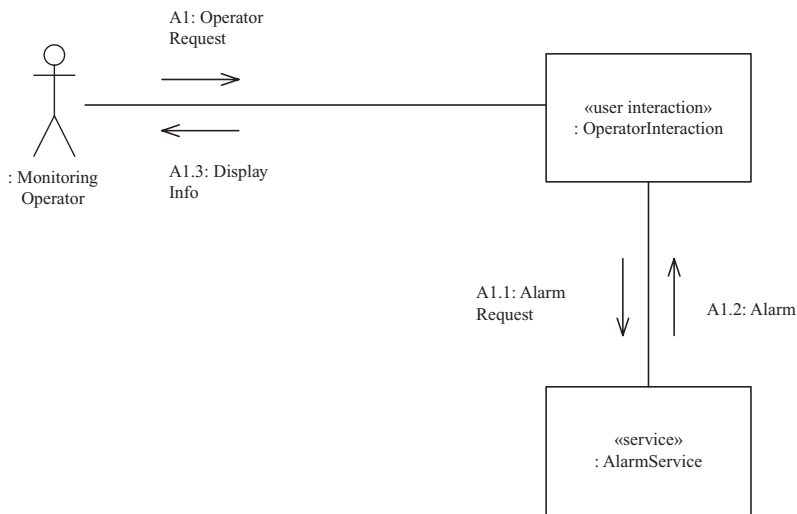 A1: Operator
Request
«user interaction»
: OperatorInteraction
A1.3: Display
Info
: Monitoring
Operator
A1.1: Alarm
Request
A1.2: Alarm
«service»
: AlarmService